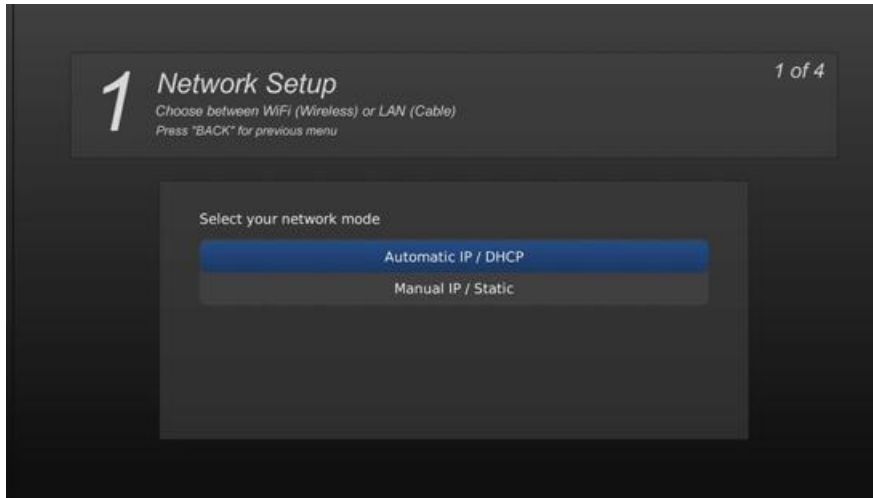 1
Network Setup
1 of 4
Choose between WiFi (Wireless) or LAN (Cable)
Press "BACK" for previous menu
Select your network mode
Automatic IP / DHCP
Manual IP / Static